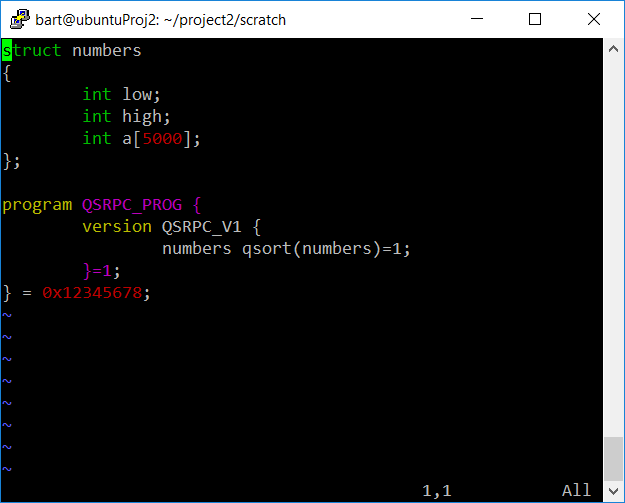 bart@ubuntuProj2: ~/project2/scratch
struct numbers
{
        int low;
        int high;
        int a[5000];
};

program QSRPC_PROG {
        version QSRPC_V1 {
                numbers qsort(numbers)=1;
        }=1;
} = 0x12345678;
~
~
~
~
~
~
~
~
1,1 All